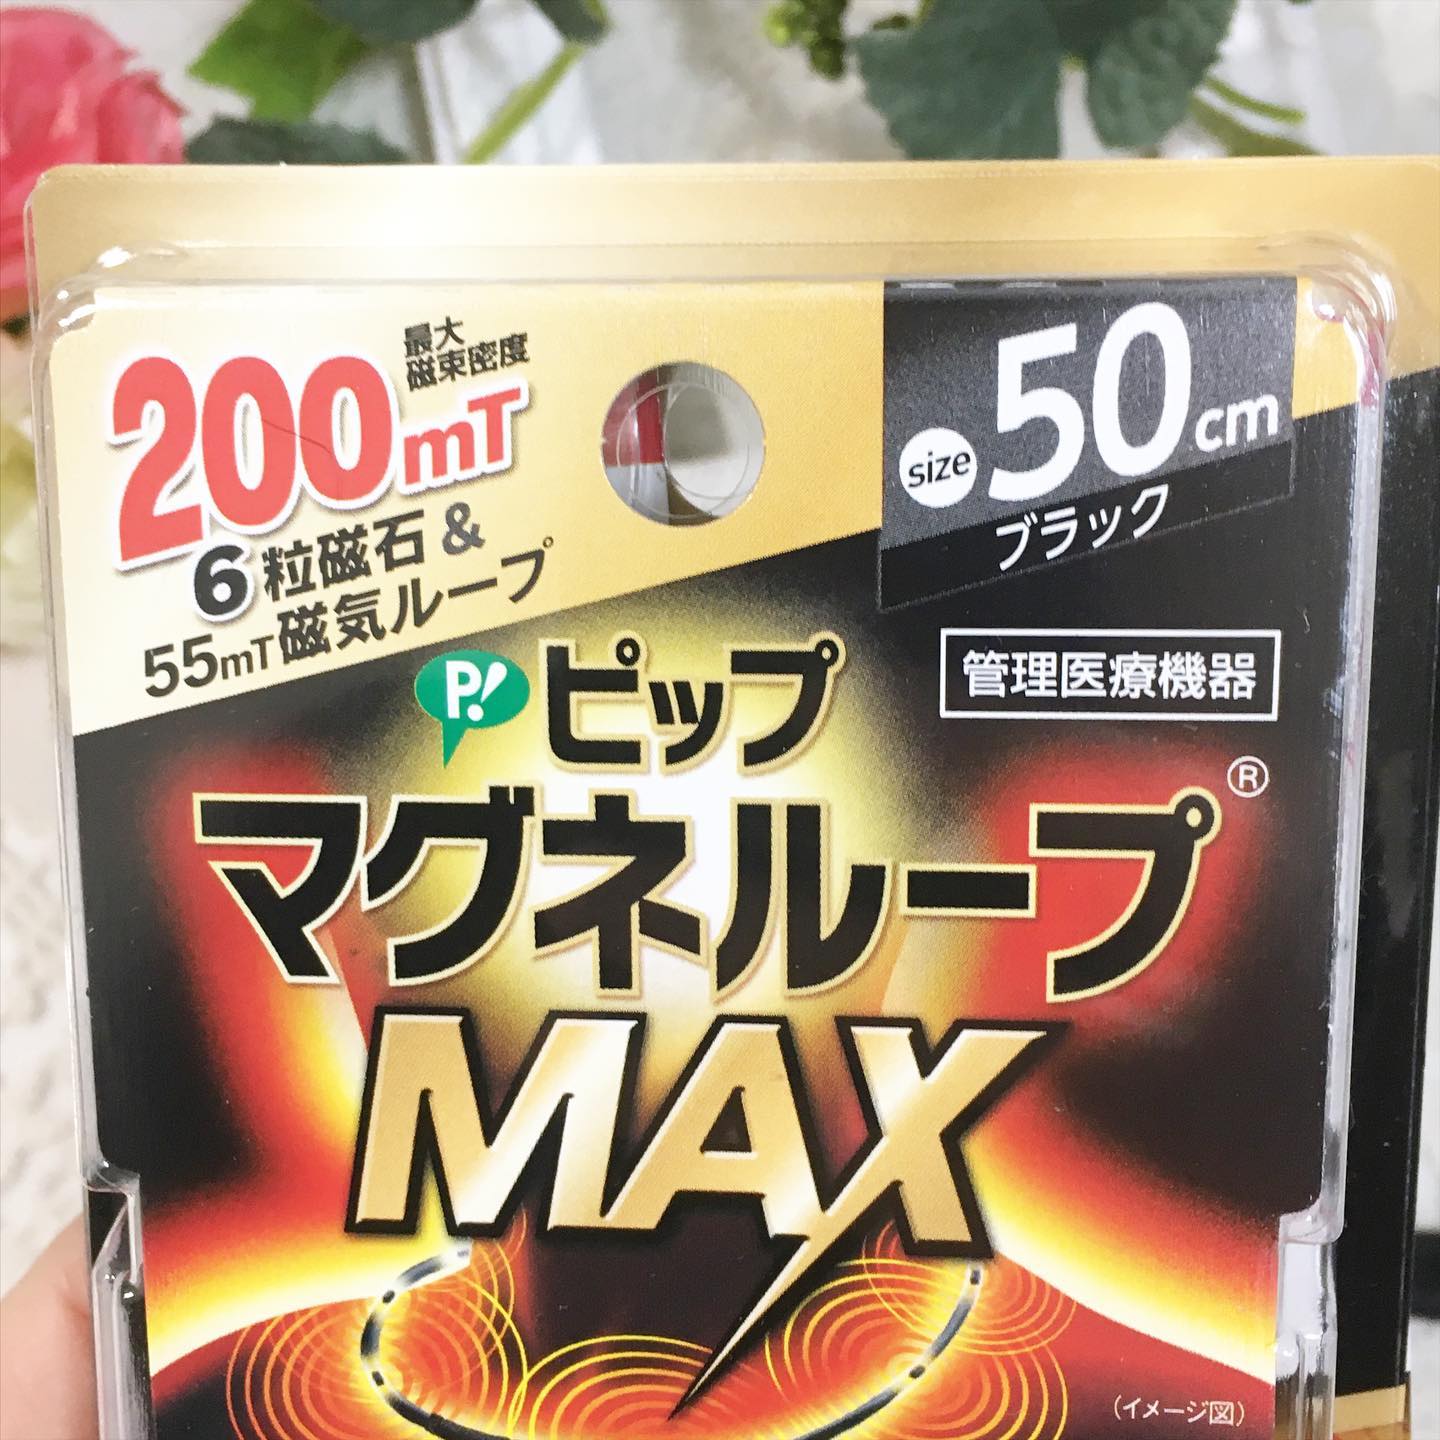 200mT
最大
磁束密度
6粒磁石&
55mT磁気ループ
size 50cm
ブラック
管理医療機器
P! ピップ
マグネループ®
MAX
(イメージ図)